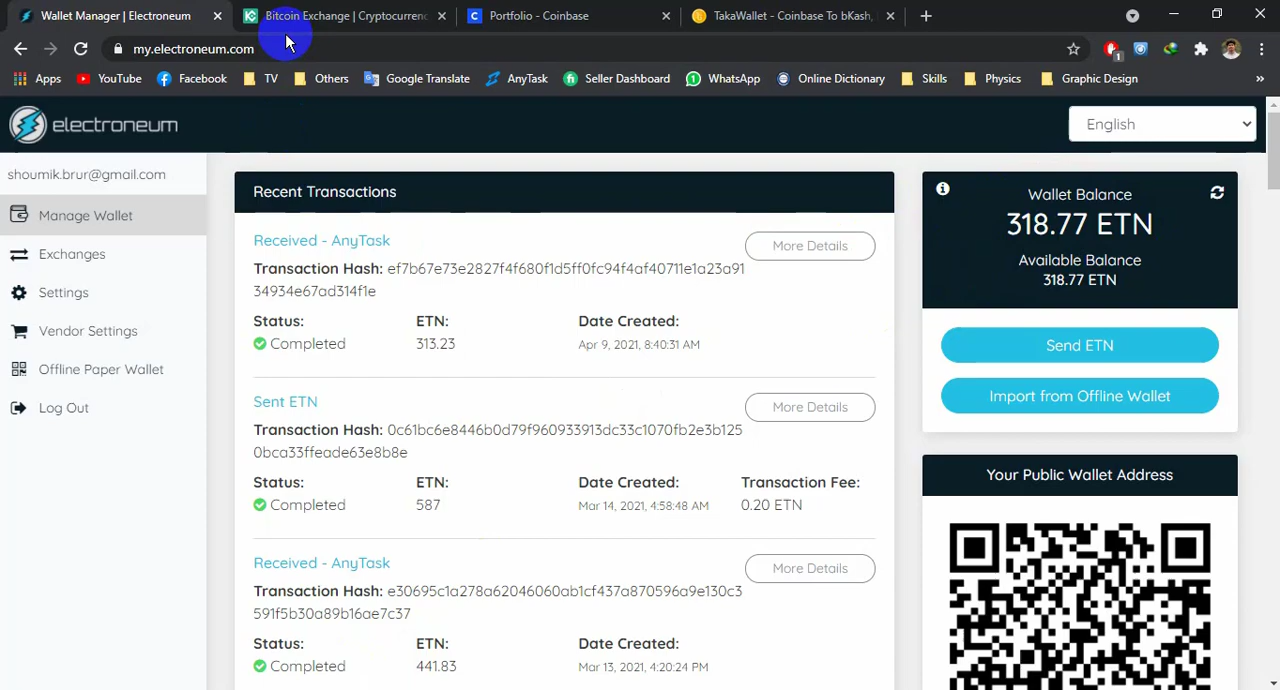 Wallet Manager | Electroneum
Bitcoin Exchange | Cryptocurrenc
Portfolio - Coinbase
TakaWallet - Coinbase To bKash,
my.electroneum.com
1
Apps
YouTube
Facebook
TV
Others
Google Translate
AnyTask
Seller Dashboard
WhatsApp
Online Dictionary
Skills
Physics
Graphic Design
»
electroneum
English
shoumik.brur@gmail.com
Manage Wallet
Exchanges
Settings
Vendor Settings
Offline Paper Wallet
Log Out
Recent Transactions
Received - AnyTask
More Details
Transaction Hash: ef7b67e73e2827f4f680f1d5ff0fc94f4af40711e1a23a91
34934e67ad314f1e
Status: ETN: Date Created:
Completed 313.23 Apr 9, 2021, 8:40:31 AM
Sent ETN
More Details
Transaction Hash: 0c61bc6e8446b0d79f960933913dc33c1070fb2e3b125
0bca33ffeade63e8b8e
Status: ETN: Date Created: Transaction Fee:
Completed 587 Mar 14, 2021, 4:58:48 AM 0.20 ETN
Received - AnyTask
More Details
Transaction Hash: e30695c1a278a62046060ab1cf437a870596a9e130c3
591f5b30a89b16ae7c37
Status: ETN: Date Created:
Completed 441.83 Mar 13, 2021, 4:20:24 PM
Wallet Balance
318.77 ETN
Available Balance
318.77 ETN
Send ETN
Import from Offline Wallet
Your Public Wallet Address